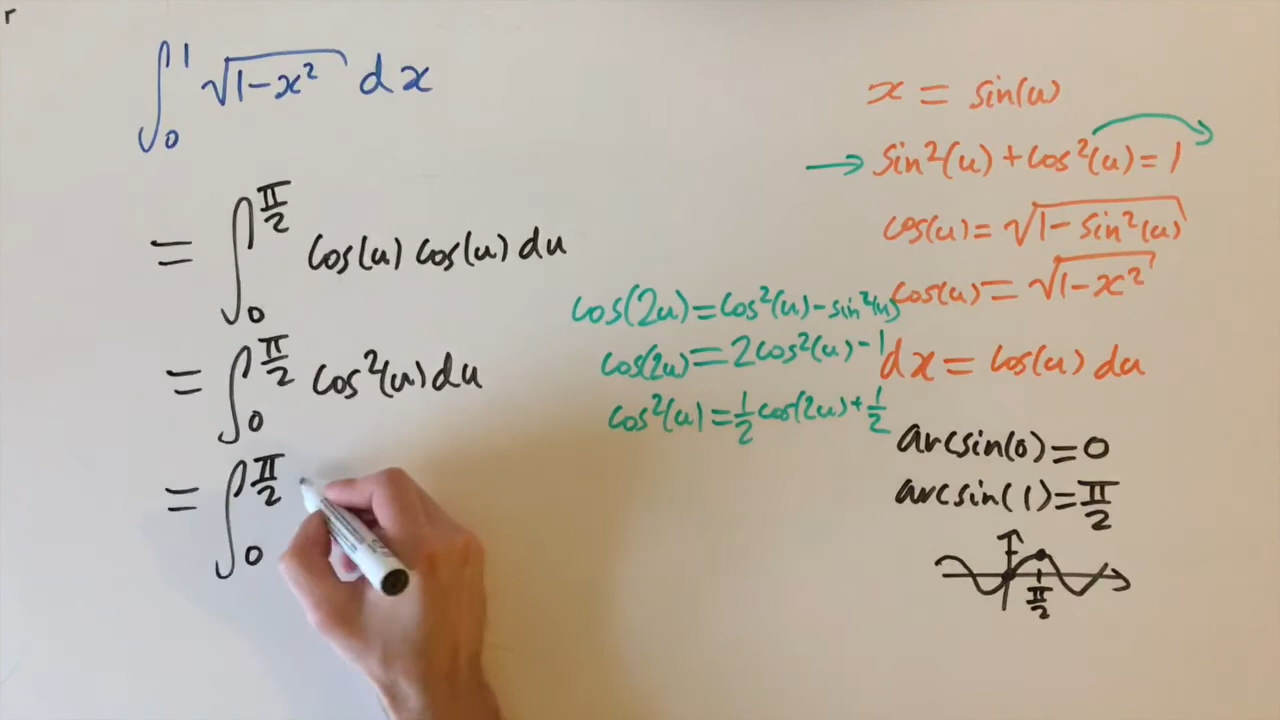 r
∫₀¹ √(1-x²) dx
= ∫₀^(π/2) cos(u) cos(u) du
= ∫₀^(π/2) cos²(u) du
= ∫₀^(π/2)
x = sin(u)
→ sin²(u) + cos²(u) = 1
cos(u) = √(1 - sin²(u))
cos(u) = √(1-x²)
dx = cos(u) du
cos(2u) = cos²(u) - sin²(u)
cos(2u) = 2cos²(u) - 1
cos²(u) = 1/2 cos(2u) + 1/2
arcsin(0) = 0
arcsin(1) = π/2
π/2